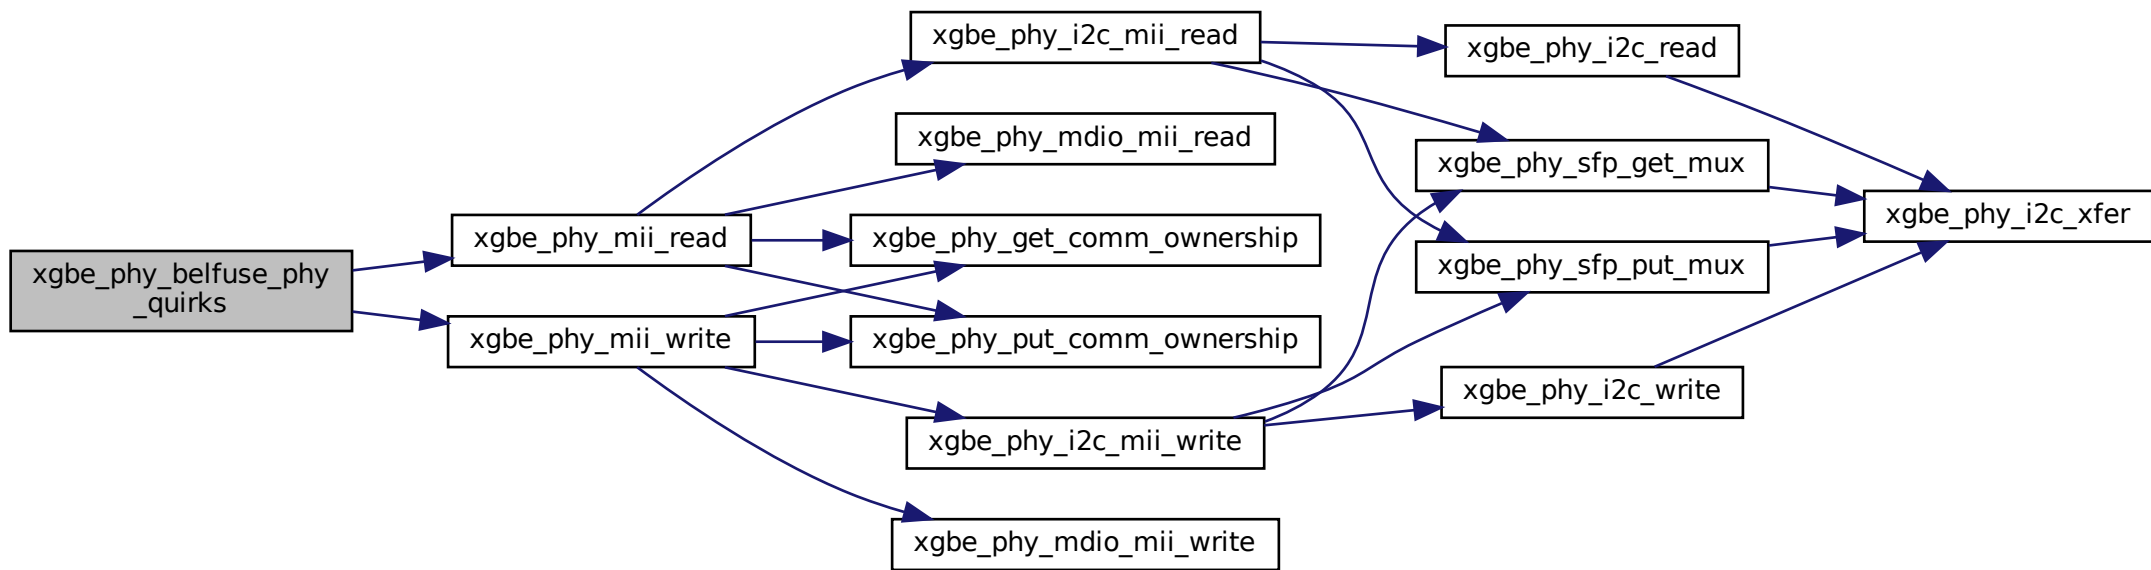 xgbe_phy_belfuse_phy
_quirks
xgbe_phy_mii_read
xgbe_phy_mii_write
xgbe_phy_i2c_mii_read
xgbe_phy_mdio_mii_read
xgbe_phy_get_comm_ownership
xgbe_phy_put_comm_ownership
xgbe_phy_i2c_mii_write
xgbe_phy_mdio_mii_write
xgbe_phy_i2c_read
xgbe_phy_sfp_get_mux
xgbe_phy_sfp_put_mux
xgbe_phy_i2c_write
xgbe_phy_i2c_xfer